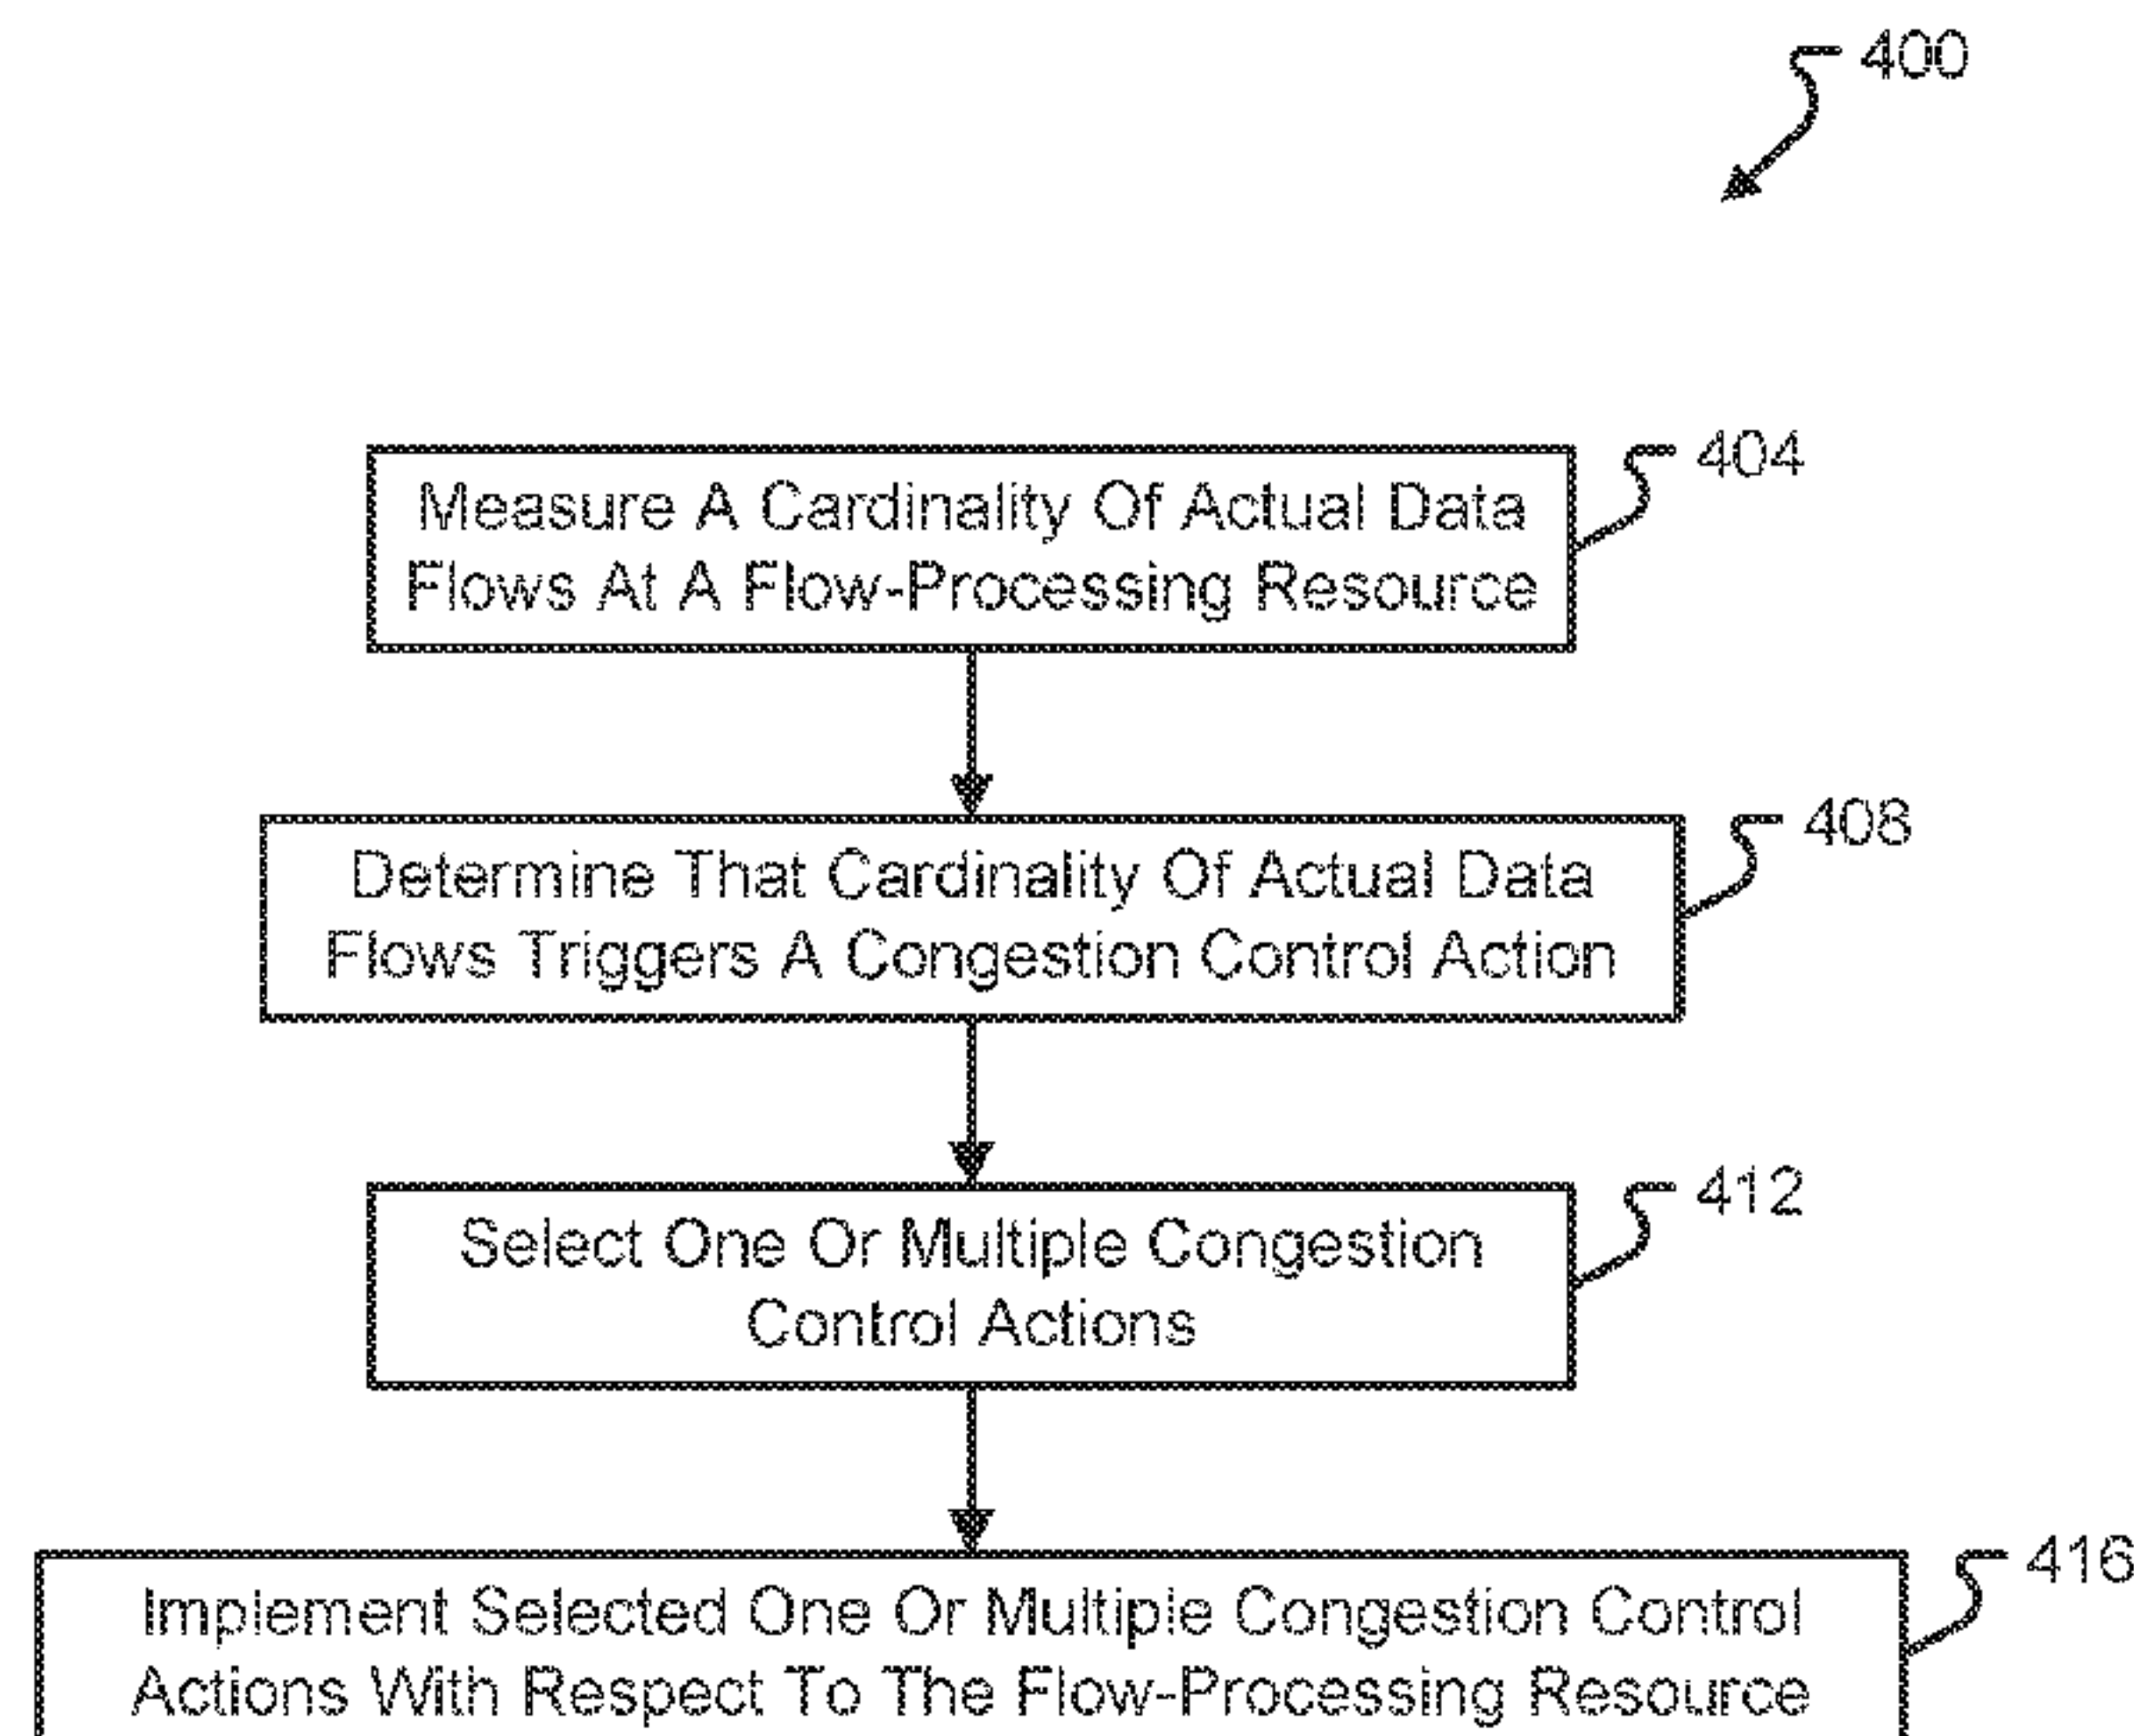 400
404
Measure A Cardinality Of Actual Data
Flows At A Flow-Processing Resource
408
Determine That Cardinality Of Actual Data
Flows Triggers A Congestion Control Action
412
Select One Or Multiple Congestion
Control Actions
416
Implement Selected One Or Multiple Congestion Control
Actions With Respect To The Flow-Processing Resource